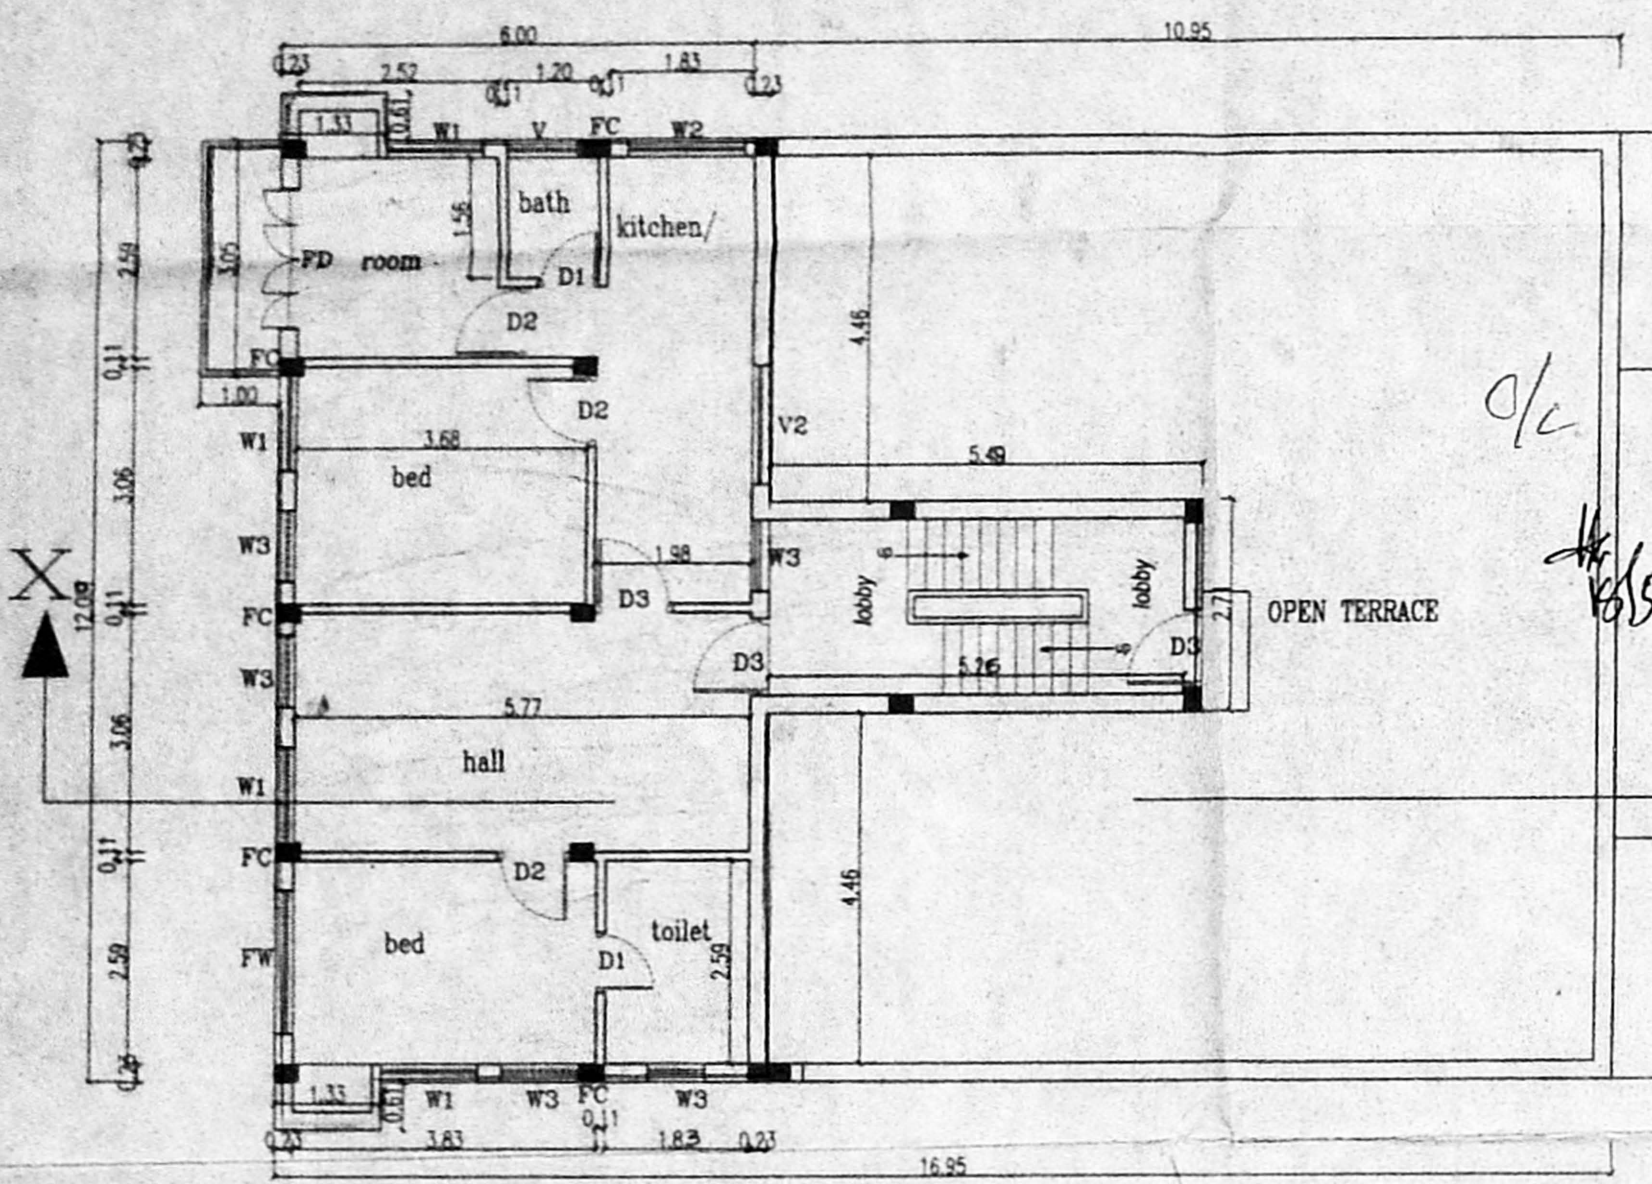 6.00
10.95
0.23
2.52
1.20
1.83
0.11
0.11
0.23
1.33
0.61
W1
V
FC
W2
0.23
bath
kitchen/
1.56
2.59
3.05
FD
room
D1
D2
4.46
0.11
FC
1.00
D2
V2
O/C
W1
3.68
bed
5.49
3.06
W3
1.98
W3
6
lobby
lobby
X
12.09
0.11
FC
D3
2.71
OPEN TERRACE
W3
D3
6
D3
5.26
5.77
3.06
hall
W1
0.11
FC
D2
4.46
bed
toilet
FW
2.59
D1
2.59
0.23
1.33
0.61
W1
W3
FC
W3
0.11
0.23
3.83
1.83
0.23
16.95